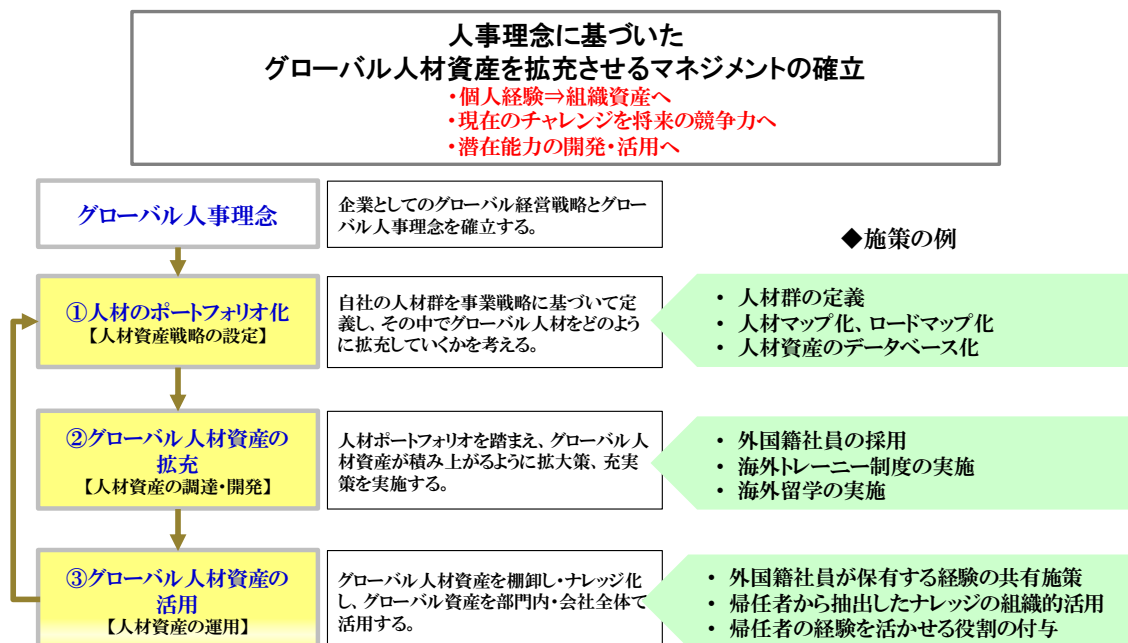 人事理念に基づいた
グローバル人材資産を拡充させるマネジメントの確立
・個人経験⇒組織資産へ
・現在のチャレンジを将来の競争力へ
・潜在能力の開発・活用へ
グローバル人事理念
企業としてのグローバル経営戦略とグロー
バル人事理念を確立する。
◆施策の例
①人材のポートフォリオ化
【人材資産戦略の設定】
自社の人材群を事業戦略に基づいて定
義し、その中でグローバル人材をどのよう
に拡充していくかを考える。
・ 人材群の定義
・ 人材マップ化、ロードマップ化
・ 人材資産のデータベース化
②グローバル人材資産の
拡充
【人材資産の調達・開発】
人材ポートフォリオを踏まえ、グローバル人
材資産が積み上がるように拡大策、充実
策を実施する。
・ 外国籍社員の採用
・ 海外トレーニー制度の実施
・ 海外留学の実施
③グローバル人材資産の
活用
【人材資産の運用】
グローバル人材資産を棚卸し・ナレッジ化
し、グローバル資産を部門内・会社全体で
活用する。
・ 外国籍社員が保有する経験の共有施策
・ 帰任者から抽出したナレッジの組織的活用
・ 帰任者の経験を活かせる役割の付与